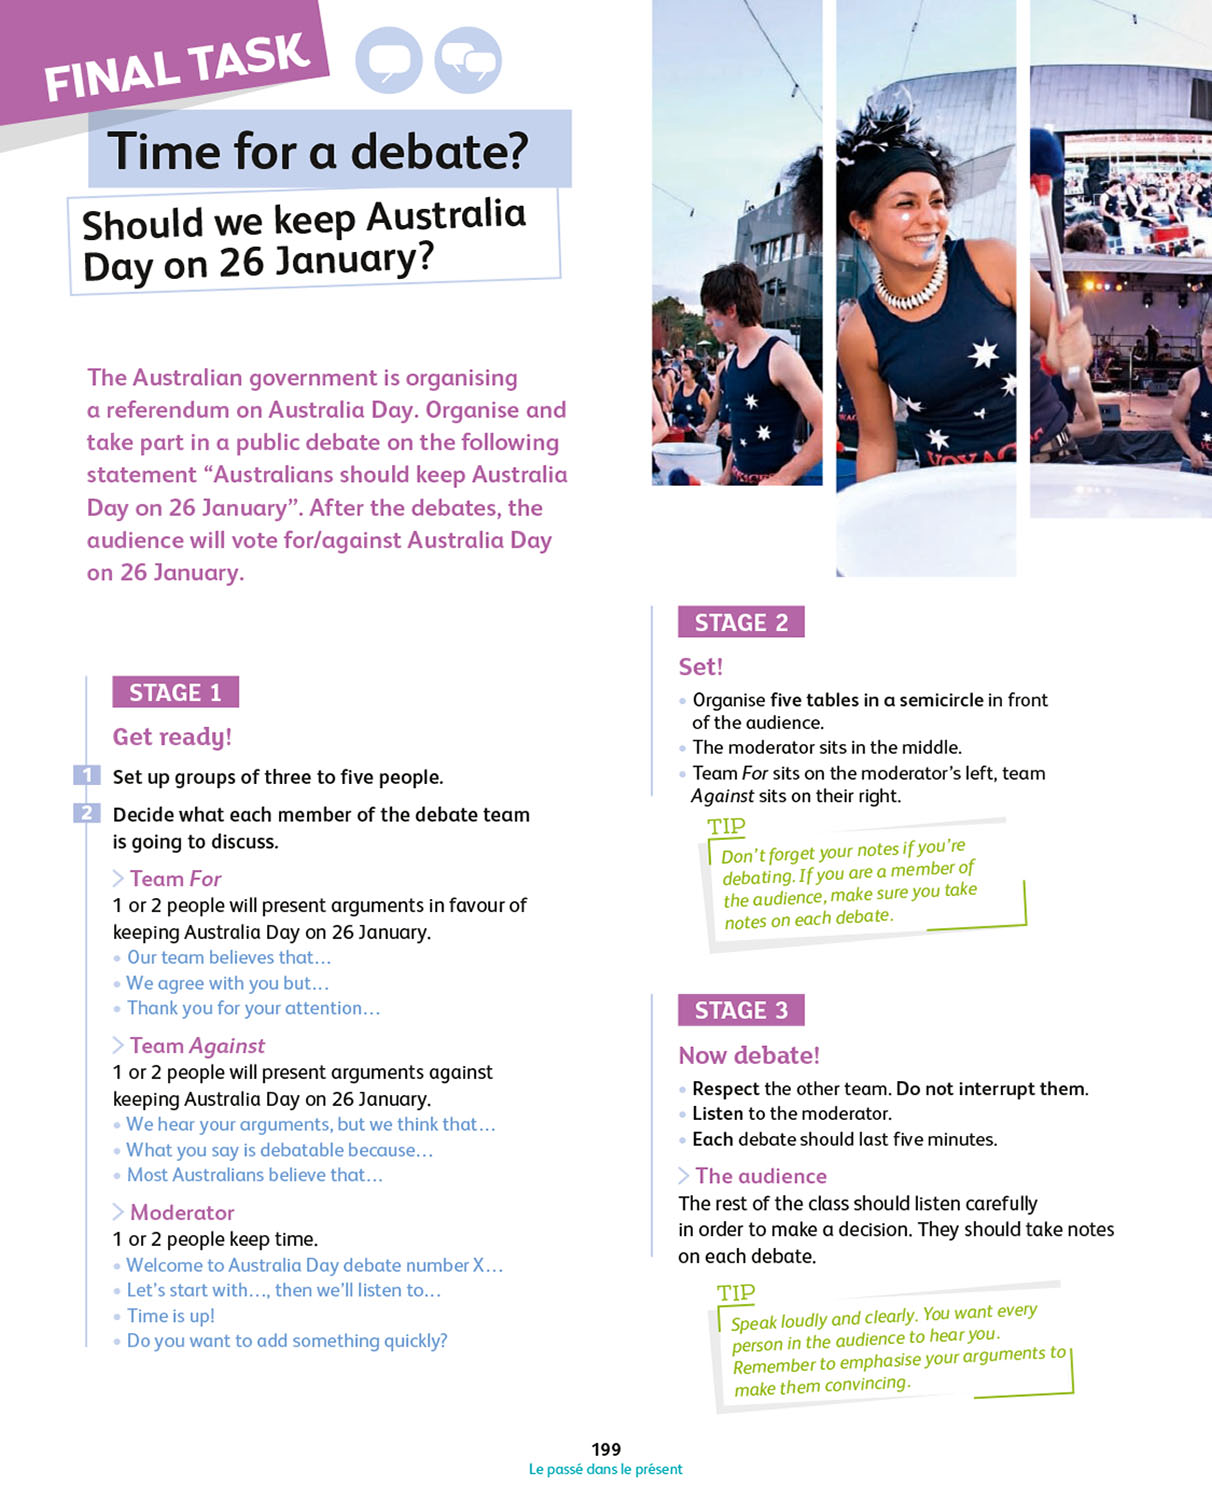 FINAL TASK
Time for a debate?
Should we keep Australia
Day on 26 January?
The Australian government is organising
a referendum on Australia Day. Organise and
take part in a public debate on the following
statement “Australians should keep Australia
Day on 26 January”. After the debates, the
audience will vote for/against Australia Day
on 26 January.
STAGE 1
Get ready!
1 Set up groups of three to five people.
2 Decide what each member of the debate team
is going to discuss.
> Team For
1 or 2 people will present arguments in favour of
keeping Australia Day on 26 January.
• Our team believes that…
• We agree with you but…
• Thank you for your attention…
> Team Against
1 or 2 people will present arguments against
keeping Australia Day on 26 January.
• We hear your arguments, but we think that…
• What you say is debatable because…
• Most Australians believe that…
> Moderator
1 or 2 people keep time.
• Welcome to Australia Day debate number X…
• Let’s start with…, then we’ll listen to…
• Time is up!
• Do you want to add something quickly?
STAGE 2
Set!
• Organise five tables in a semicircle in front
of the audience.
• The moderator sits in the middle.
• Team For sits on the moderator’s left, team
Against sits on their right.
TIP
Don’t forget your notes if you’re
debating. If you are a member of
the audience, make sure you take
notes on each debate.
STAGE 3
Now debate!
• Respect the other team. Do not interrupt them.
• Listen to the moderator.
• Each debate should last five minutes.
> The audience
The rest of the class should listen carefully
in order to make a decision. They should take notes
on each debate.
TIP
Speak loudly and clearly. You want every
person in the audience to hear you.
Remember to emphasise your arguments to
make them convincing.
199
Le passé dans le présent